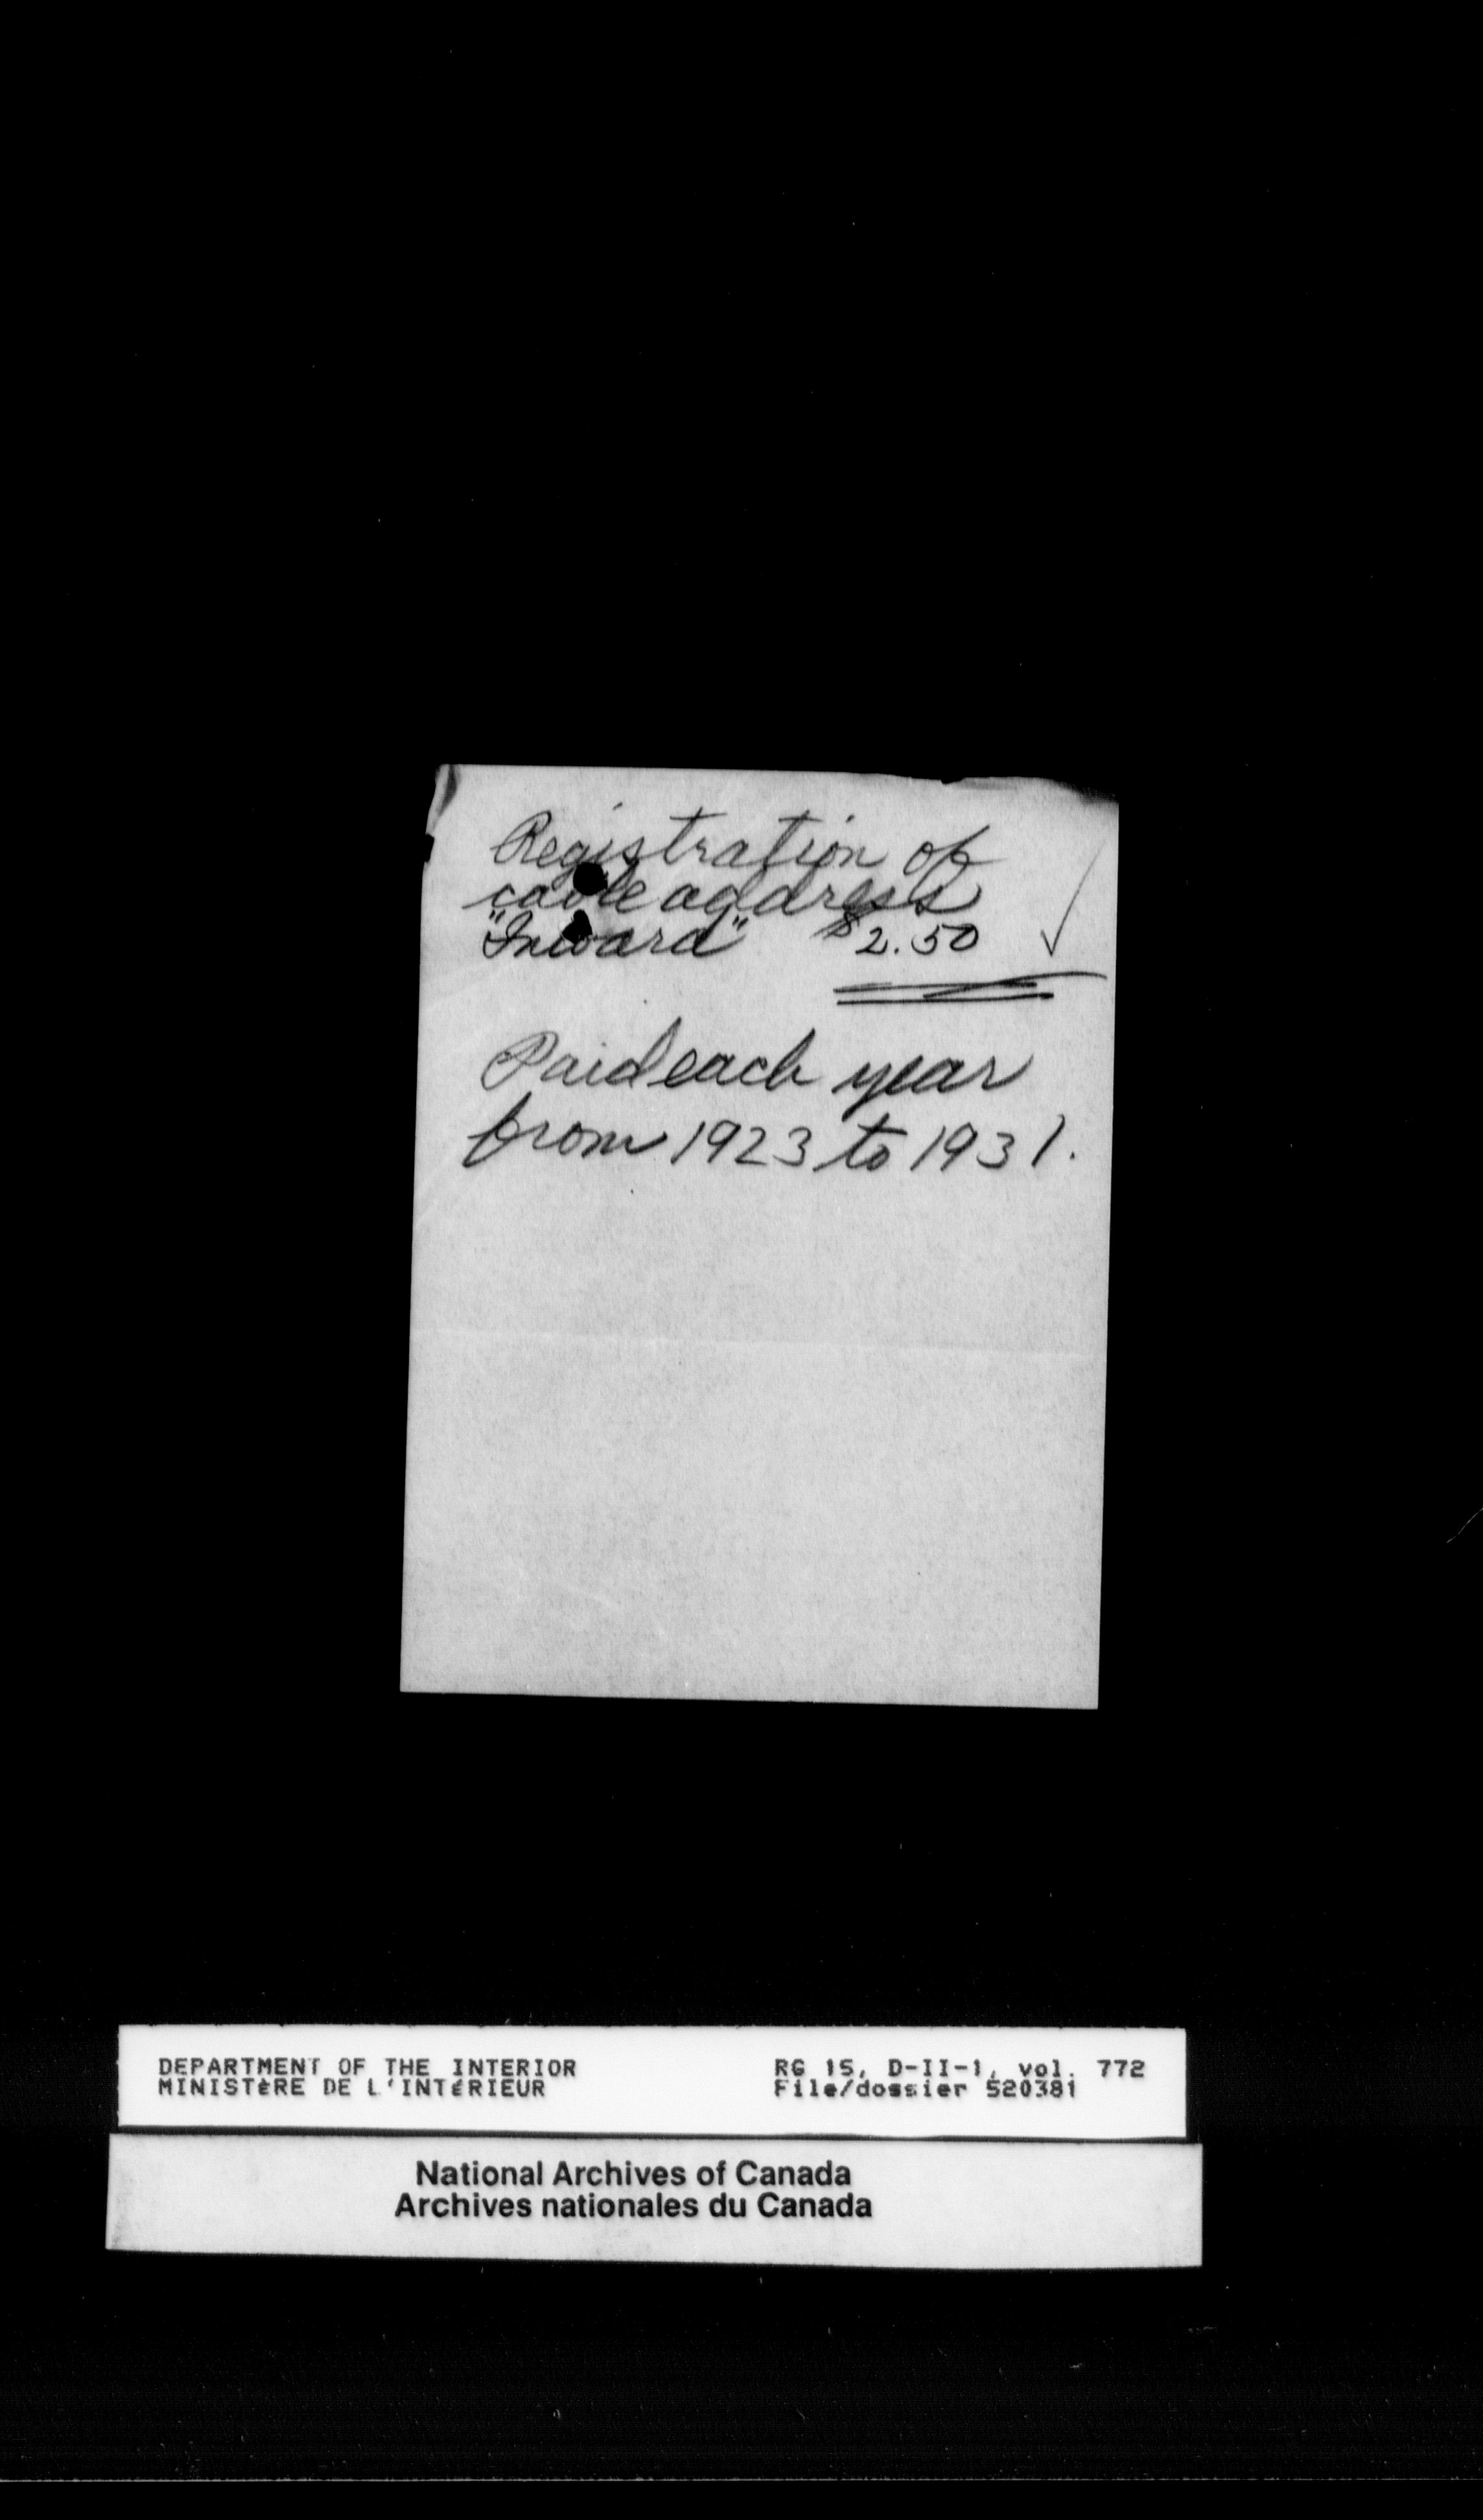 Registration of
cable address
"Inward" $2.50
Paid each year
from 1923 to 1931.
DEPARTMENT OF THE INTERIOR
MINISTèRE DE L'INTÉRIEUR
RG 15, D-II-1, vol. 772
File/dossier 520381
National Archives of Canada
Archives nationales du Canada